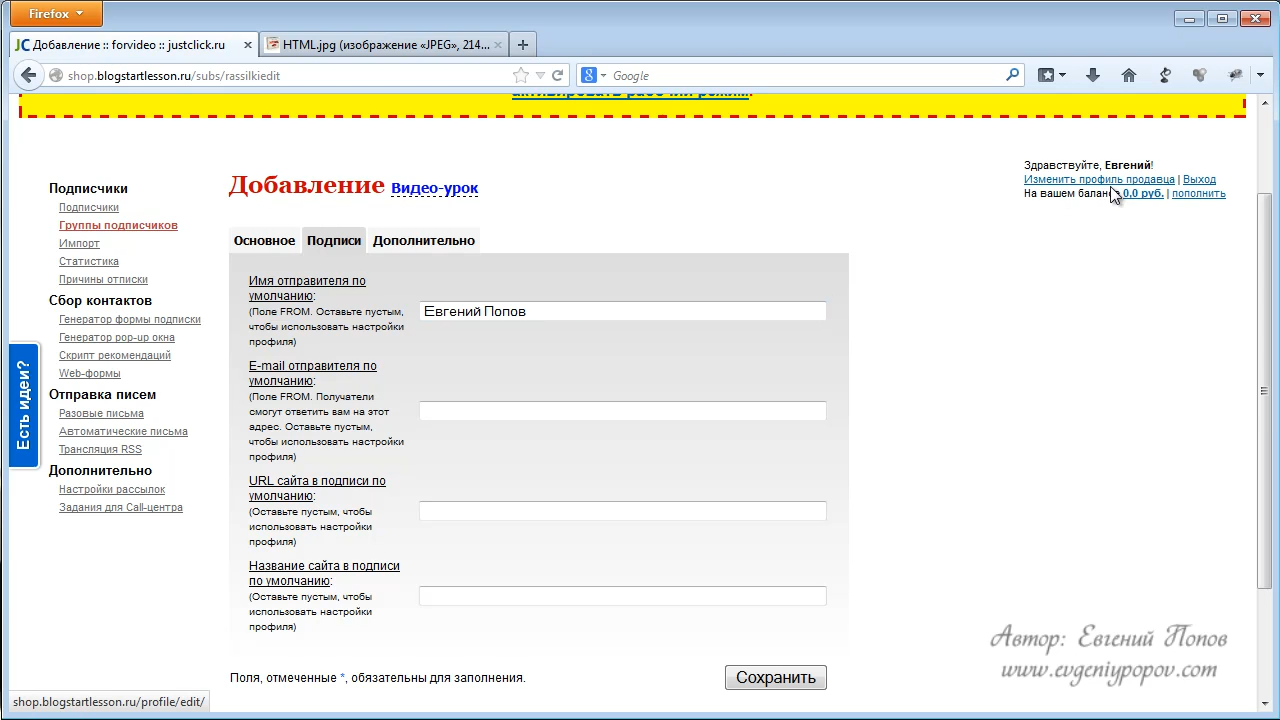 Firefox
Добавление :: forvideo :: justclick.ru
HTML.jpg (изображение «JPEG», 214...
shop.blogstartlesson.ru/subs/rassilkiedit
Google
активировать рабочий режим!
Здравствуйте, Евгений!
Изменить профиль продавца | Выход
На вашем балансе 0,0 руб. | пополнить
Добавление Видео-урок
Подписчики
Подписчики
Группы подписчиков
Импорт
Статистика
Причины отписки
Сбор контактов
Генератор формы подписки
Генератор pop-up окна
Скрипт рекомендаций
Web-формы
Отправка писем
Разовые письма
Автоматические письма
Трансляция RSS
Дополнительно
Настройки рассылок
Задания для Call-центра
Есть идеи?
Основное Подписи Дополнительно
Имя отправителя по
умолчанию:
(Поле FROM. Оставьте пустым,
чтобы использовать настройки
профиля)
Евгений Попов
E-mail отправителя по
умолчанию:
(Поле FROM. Получатели
смогут ответить вам на этот
адрес. Оставьте пустым,
чтобы использовать настройки
профиля)
URL сайта в подписи по
умолчанию:
(Оставьте пустым, чтобы
использовать настройки
профиля)
Название сайта в подписи
по умолчанию:
(Оставьте пустым, чтобы
использовать настройки
профиля)
Поля, отмеченные *, обязательны для заполнения.
Сохранить
Автор: Евгений Попов
www.evgeniypopov.com
shop.blogstartlesson.ru/profile/edit/